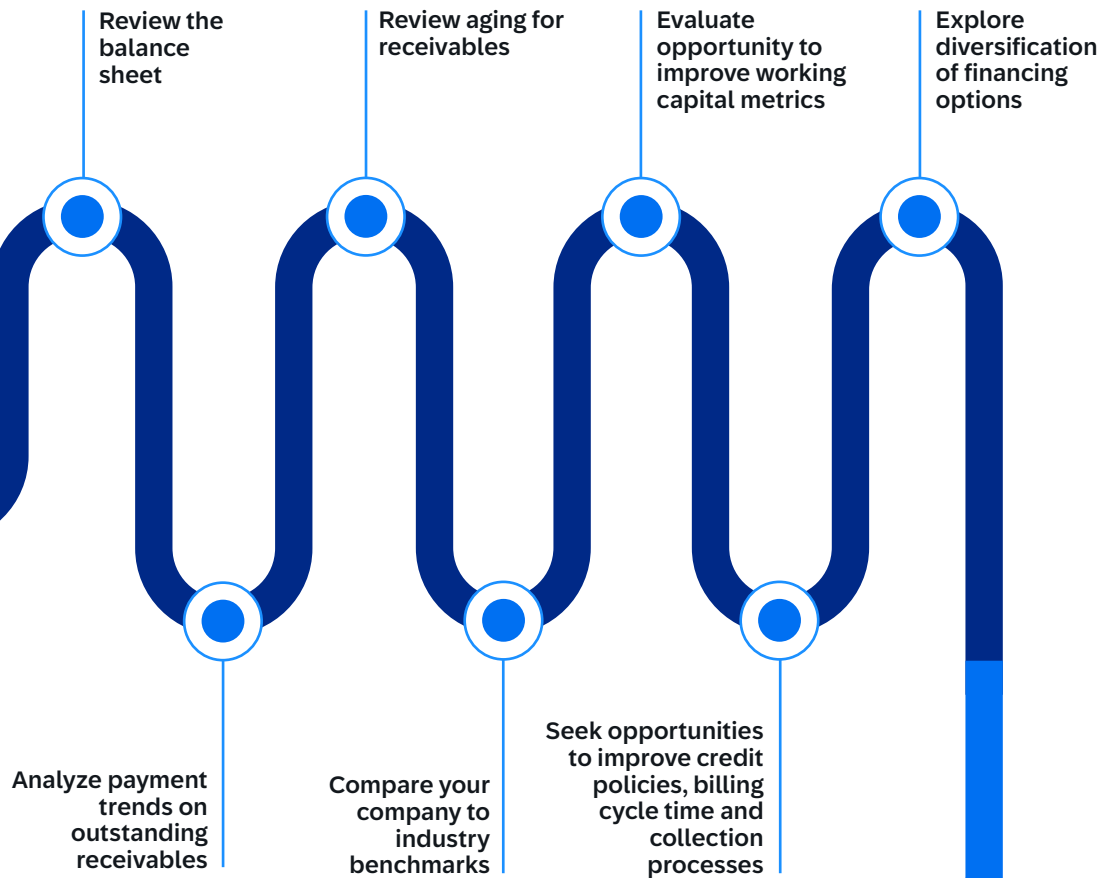 Review the
balance
sheet
Review aging for
receivables
Evaluate
opportunity to
improve working
capital metrics
Explore
diversification
of financing
options
Analyze payment
trends on
outstanding
receivables
Compare your
company to
industry
benchmarks
Seek opportunities
to improve credit
policies, billing
cycle time and
collection
processes